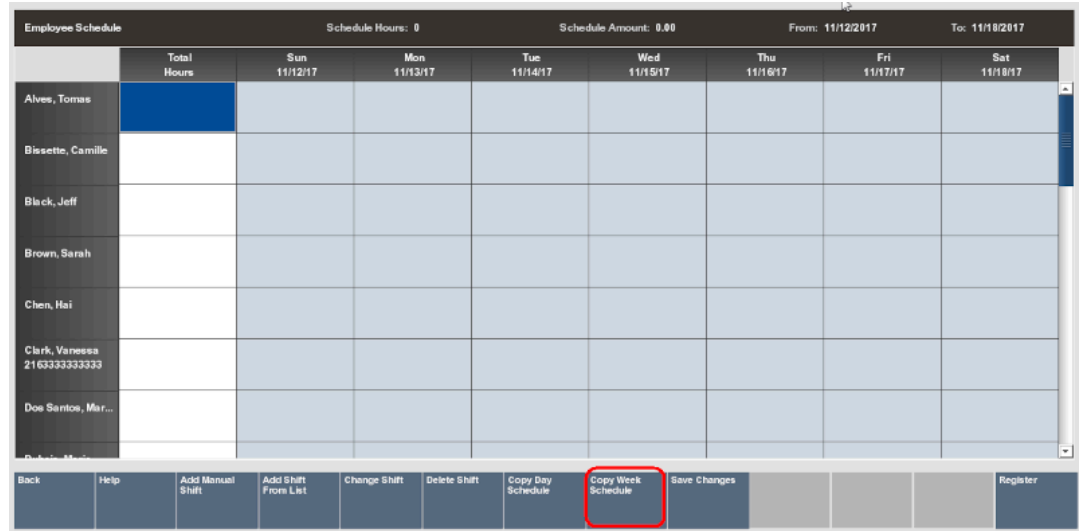 Employee Schedule Schedule Hours: 0 Schedule Amount: 0.00 From: 11/12/2017 To: 11/18/2017
Total Sun Mon Tue Wed Thu Fri Sat
Hours 11/12/17 11/13/17 11/14/17 11/15/17 11/16/17 11/17/17 11/18/17
Alves, Tomas
Bissette, Camille
Black, Jeff
Brown, Sarah
Chen, Hai
Clark, Vanessa
2163333333333
Dos Santos, Mar...
Back Help Add Manual Add Shift Change Shift Delete Shift Copy Day Copy Week Save Changes Register
Shift From List Schedule Schedule